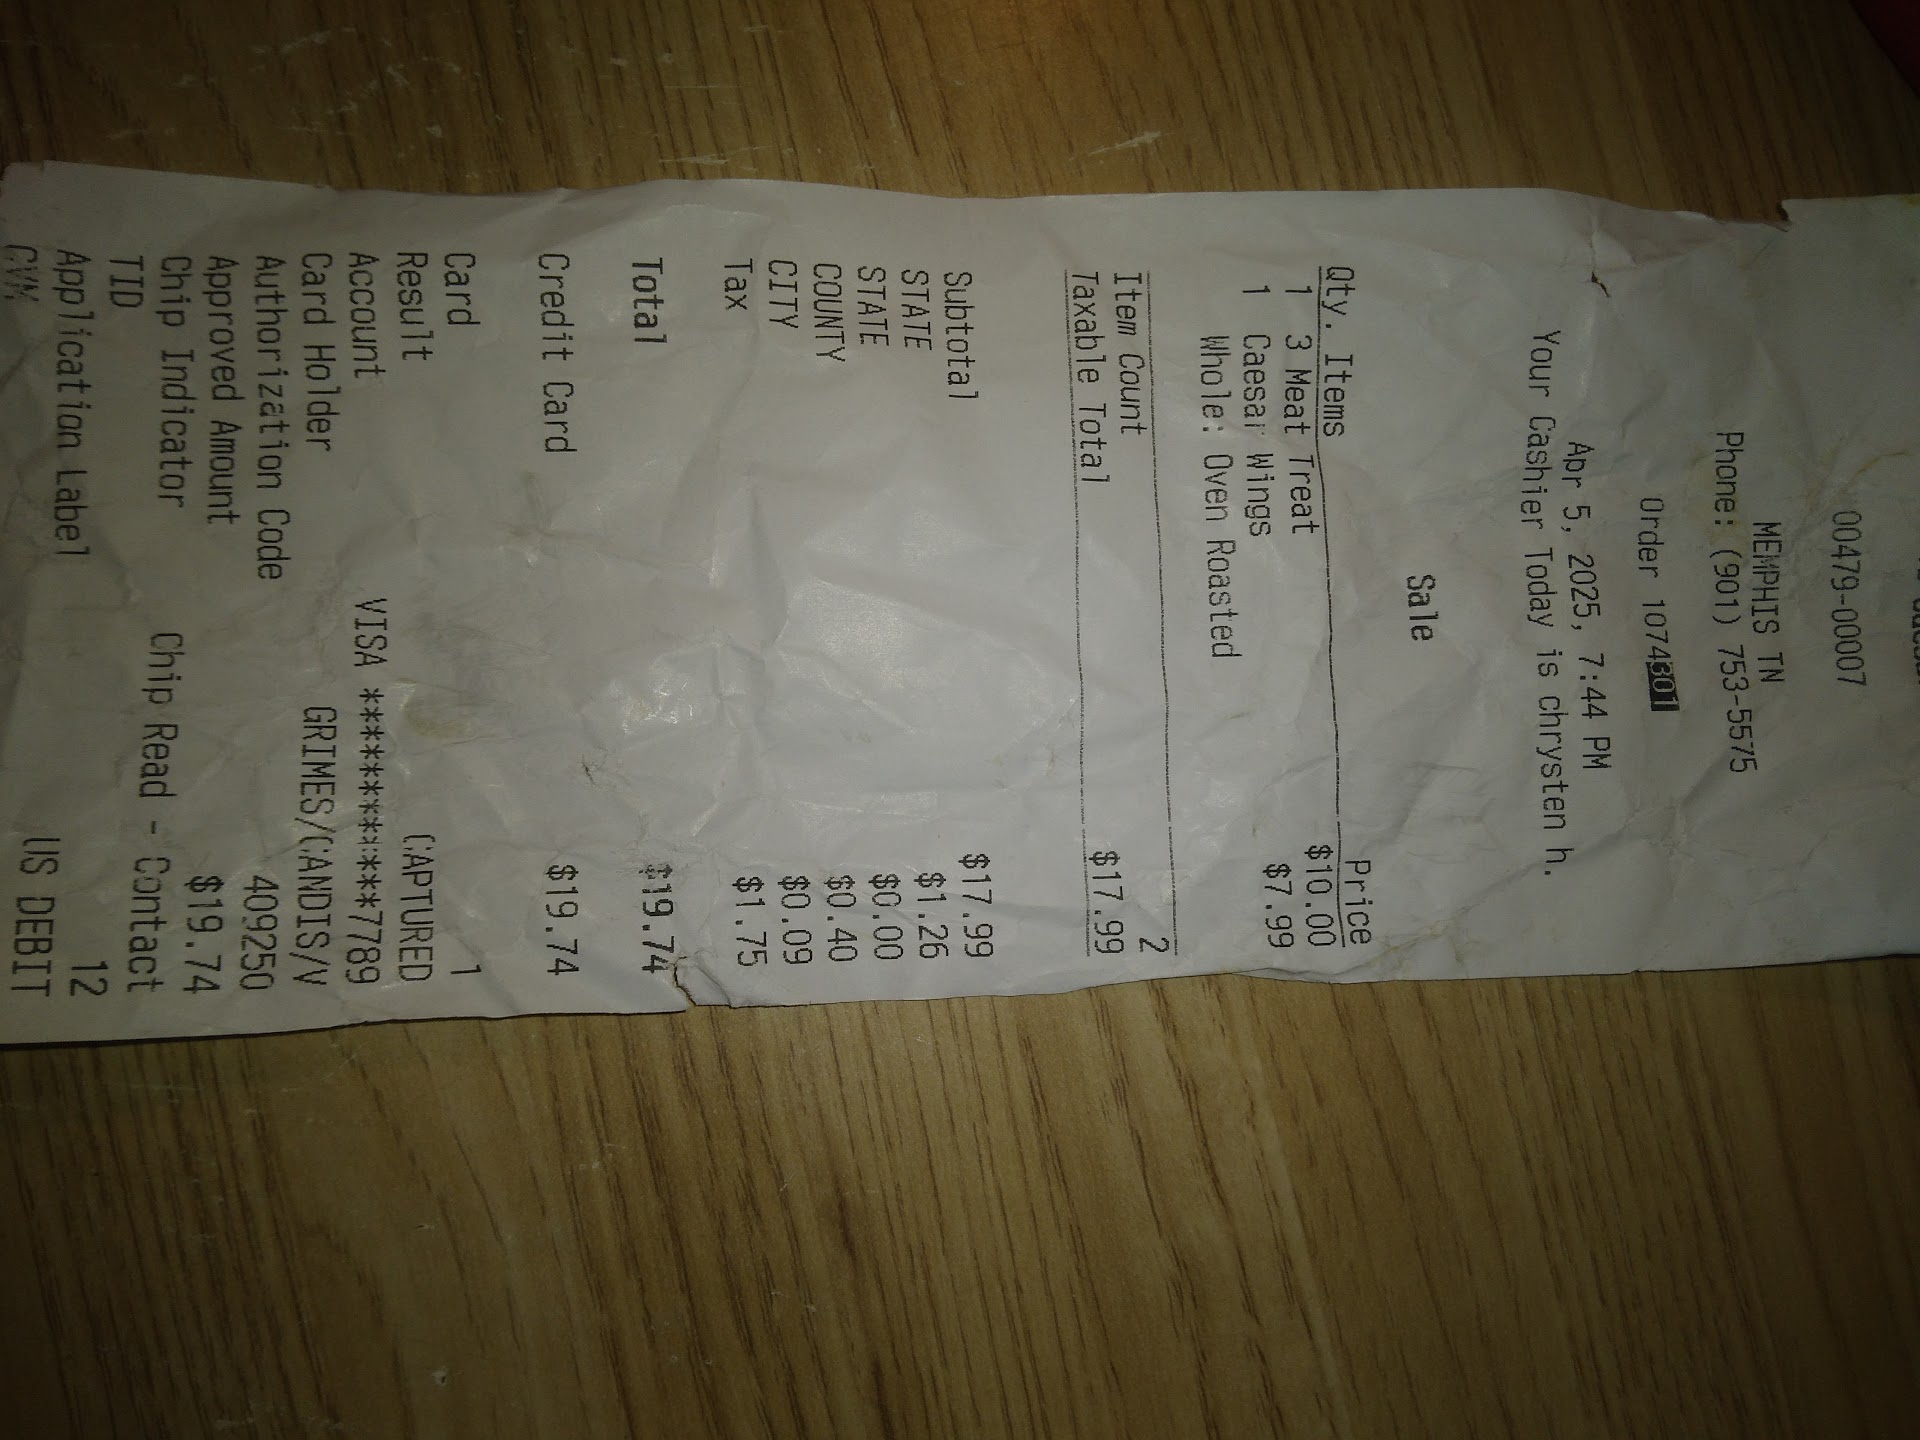 00479-00007
MEMPHIS TN
Phone: (901) 753-5575
Order 1074301
Apr 5, 2025, 7:44 PM
Your Cashier Today is chrysten h.
Sale
Qty. Items Price
1 3 Meat Treat $10.00
1 Caesar Wings $7.99
Whole: Oven Roasted
Item Count 2
Taxable Total $17.99
Subtotal $17.99
STATE $1.26
STATE $0.00
COUNTY $0.40
CITY $0.09
Tax $1.75
Total $19.74
Credit Card $19.74
Card 1
Result CAPTURED
Account VISA ************7789
Card Holder GRIMES/CANDIS/V
Authorization Code 409250
Approved Amount $19.74
Chip Indicator Chip Read - Contact
TID 12
Application Label US DEBIT
CVM